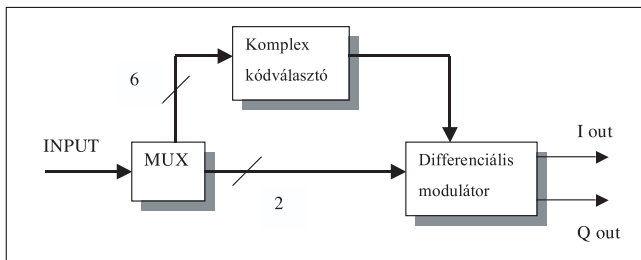 Komplex
kódválasztó
6
INPUT
MUX
2
Differenciális
modulátor
I out
Q out